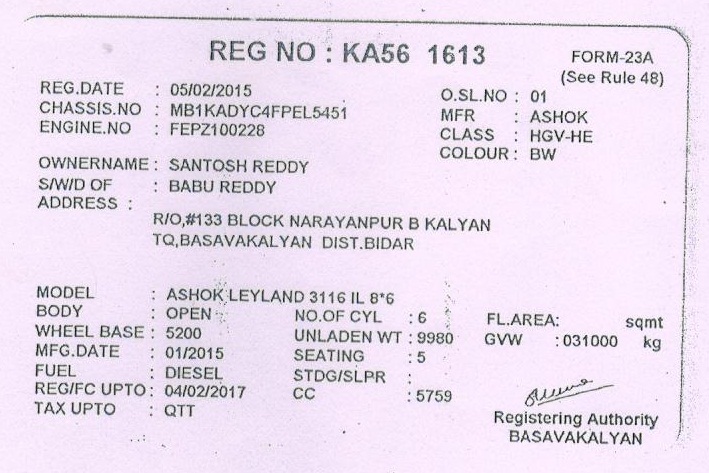 REG NO : KA56 1613
FORM-23A
(See Rule 48)
REG.DATE : 05/02/2015
O.SL.NO : 01
CHASSIS.NO : MB1KADYC4FPEL5451
MFR : ASHOK
ENGINE.NO : FEPZ100228
CLASS : HGV-HE
COLOUR : BW
OWNERNAME : SANTOSH REDDY
S/W/D OF : BABU REDDY
ADDRESS :
R/O,#133 BLOCK NARAYANPUR B KALYAN
TQ,BASAVAKALYAN DIST.BIDAR
MODEL : ASHOK LEYLAND 3116 IL 8*6
BODY : OPEN NO.OF CYL : 6 FL.AREA: sqmt
WHEEL BASE : 5200 UNLADEN WT : 9980 GVW : 031000 kg
MFG.DATE : 01/2015 SEATING : 5
FUEL : DIESEL STDG/SLPR :
REG/FC UPTO : 04/02/2017 CC : 5759
TAX UPTO : QTT
Registering Authority
BASAVAKALYAN